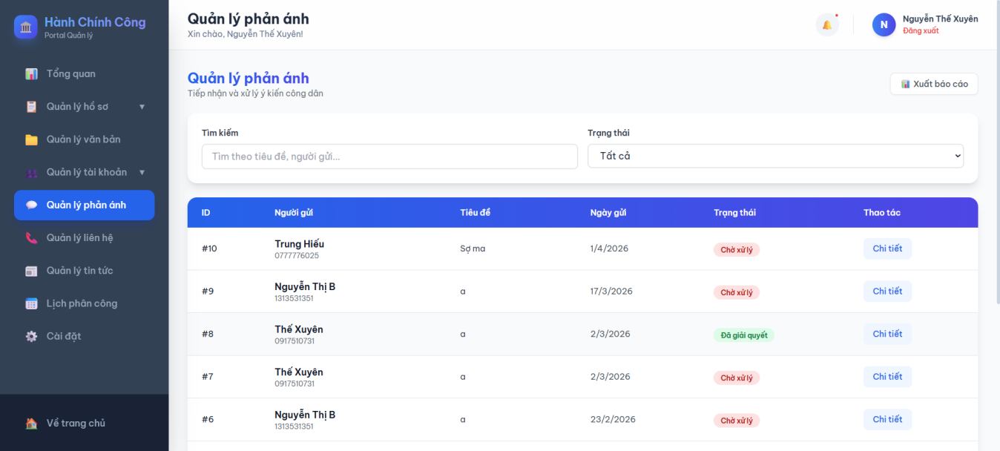 Hành Chính Công
Portal Quản lý
Tổng quan
Quản lý hồ sơ ▼
Quản lý văn bản
Quản lý tài khoản ▼
Quản lý phản ánh
Quản lý liên hệ
Quản lý tin tức
Lịch phân công
Cài đặt
Về trang chủ
Quản lý phản ánh
Xin chào, Nguyễn Thế Xuyên!
N
Nguyễn Thế Xuyên
Đăng xuất
Quản lý phản ánh
Tiếp nhận và xử lý ý kiến công dân
Xuất báo cáo
Tìm kiếm
Tìm theo tiêu đề, người gửi...
Trạng thái
Tất cả
ID Người gửi Tiêu đề Ngày gửi Trạng thái Thao tác
#10 Trung Hiếu Sợ ma 1/4/2026 Chờ xử lý Chi tiết
0777776025
#9 Nguyễn Thị B a 17/3/2026 Chờ xử lý Chi tiết
1313531351
#8 Thế Xuyên a 2/3/2026 Đã giải quyết Chi tiết
0917510731
#7 Thế Xuyên a 2/3/2026 Chờ xử lý Chi tiết
0917510731
#6 Nguyễn Thị B a 23/2/2026 Chờ xử lý Chi tiết
1313531351